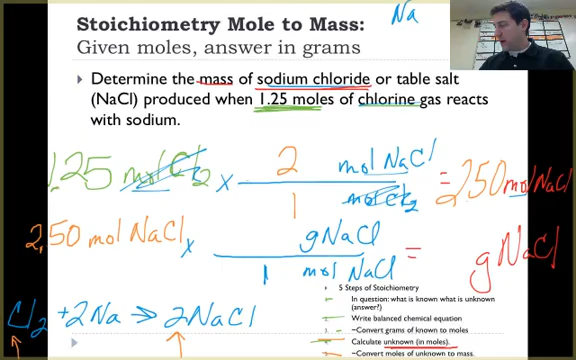 Na
Stoichiometry Mole to Mass:
Given moles, answer in grams
Determine the mass of sodium chloride or table salt
(NaCl) produced when 1.25 moles of chlorine gas reacts
with sodium.
1.25 mol Cl2 x 2 mol NaCl = 250 mol NaCl
1 mol Cl2
2.50 mol NaCl x g NaCl = g NaCl
1 mol NaCl
5 Steps of Stoichiometry
In question: what is known what is unknown
(answer?)
Write balanced chemical equation
~Convert grams of known to moles
Calculate unknown (in moles).
~Convert moles of unknown to mass.
Cl2 + 2Na → 2NaCl